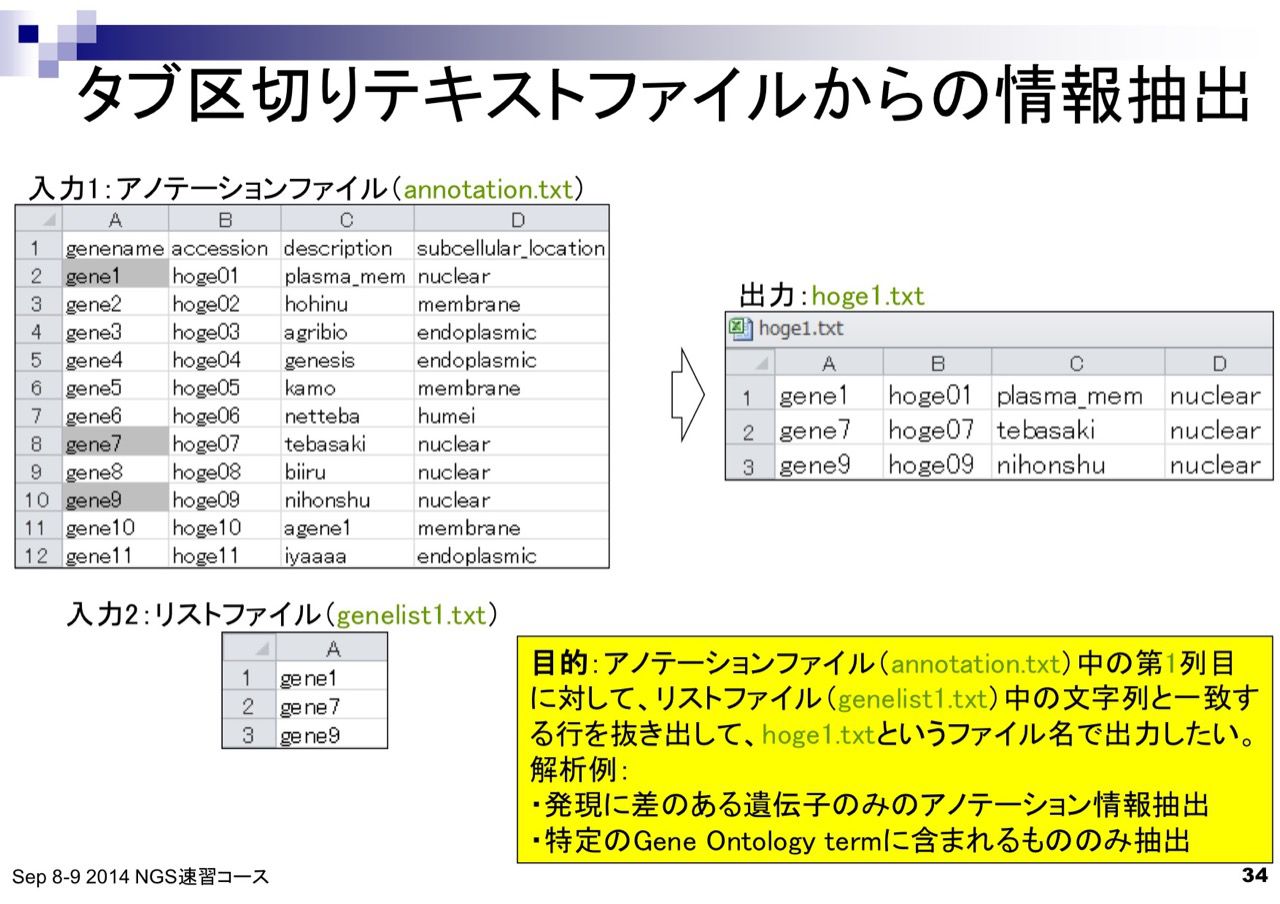 タブ区切りテキストファイルからの情報抽出
入力1：アノテーションファイル（annotation.txt）
A B C D
1 genename accession description subcellular_location
2 gene1 hoge01 plasma_mem nuclear
3 gene2 hoge02 hohinu membrane
4 gene3 hoge03 agribio endoplasmic
5 gene4 hoge04 genesis endoplasmic
6 gene5 hoge05 kamo membrane
7 gene6 hoge06 netteba humei
8 gene7 hoge07 tebasaki nuclear
9 gene8 hoge08 biiru nuclear
10 gene9 hoge09 nihonshu nuclear
11 gene10 hoge10 agene1 membrane
12 gene11 hoge11 iyaaaa endoplasmic
出力：hoge1.txt
hoge1.txt
A B C D
1 gene1 hoge01 plasma_mem nuclear
2 gene7 hoge07 tebasaki nuclear
3 gene9 hoge09 nihonshu nuclear
入力2：リストファイル（genelist1.txt）
A
1 gene1
2 gene7
3 gene9
目的：アノテーションファイル（annotation.txt）中の第1列目
に対して、リストファイル（genelist1.txt）中の文字列と一致す
る行を抜き出して、hoge1.txtというファイル名で出力したい。
解析例：
・発現に差のある遺伝子のみのアノテーション情報抽出
・特定のGene Ontology termに含まれるもののみ抽出
Sep 8-9 2014 NGS速習コース
34